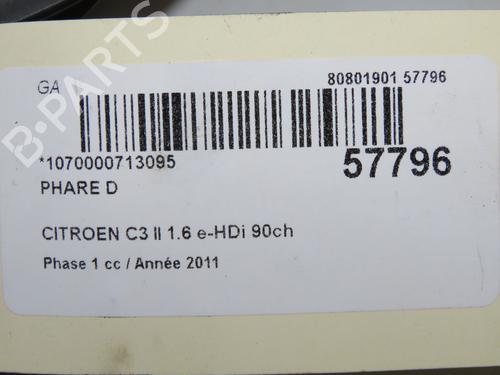 GA
80801901 57796
*1070000713095
57796
PHARE D
CITROEN C3 II 1.6 e-HDi 90ch
Phase 1 cc / Année 2011
B-PARTS